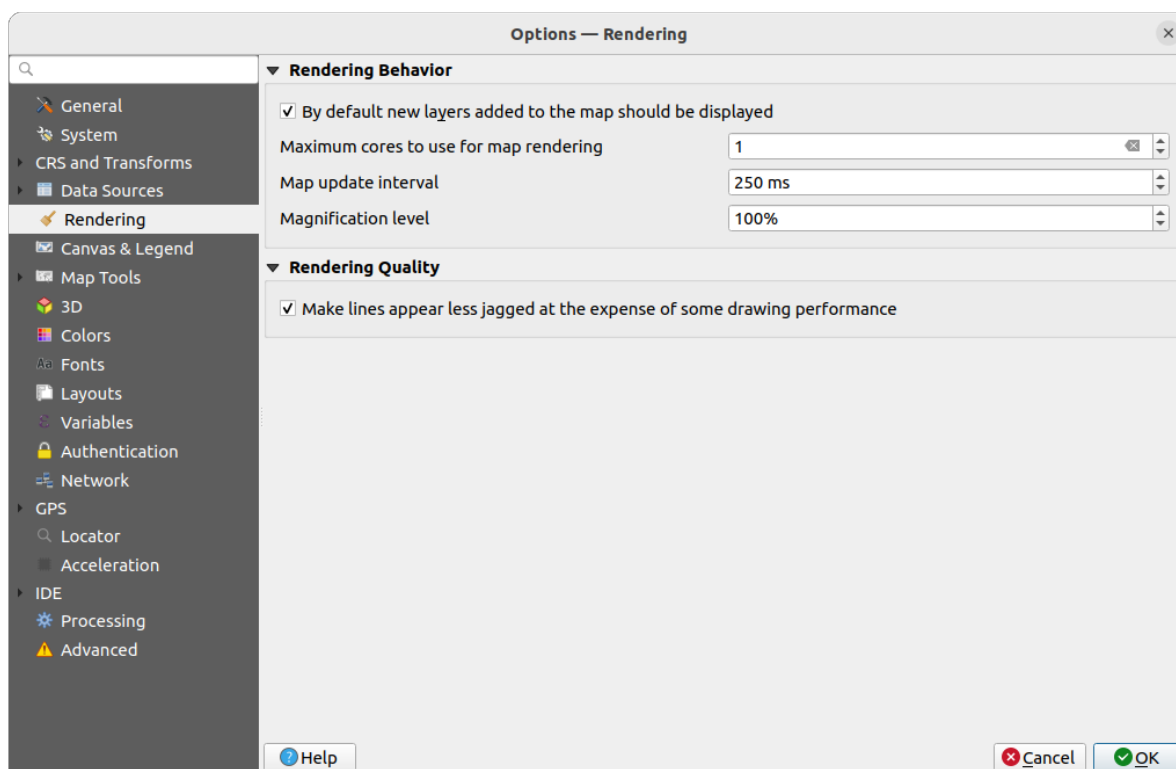 Options — Rendering
General
System
CRS and Transforms
Data Sources
Rendering
Canvas & Legend
Map Tools
3D
Colors
Aa Fonts
Layouts
Variables
Authentication
Network
GPS
Locator
Acceleration
IDE
Processing
Advanced
Rendering Behavior
By default new layers added to the map should be displayed
Maximum cores to use for map rendering 1
Map update interval 250 ms
Magnification level 100%
Rendering Quality
Make lines appear less jagged at the expense of some drawing performance
? Help
Cancel
OK